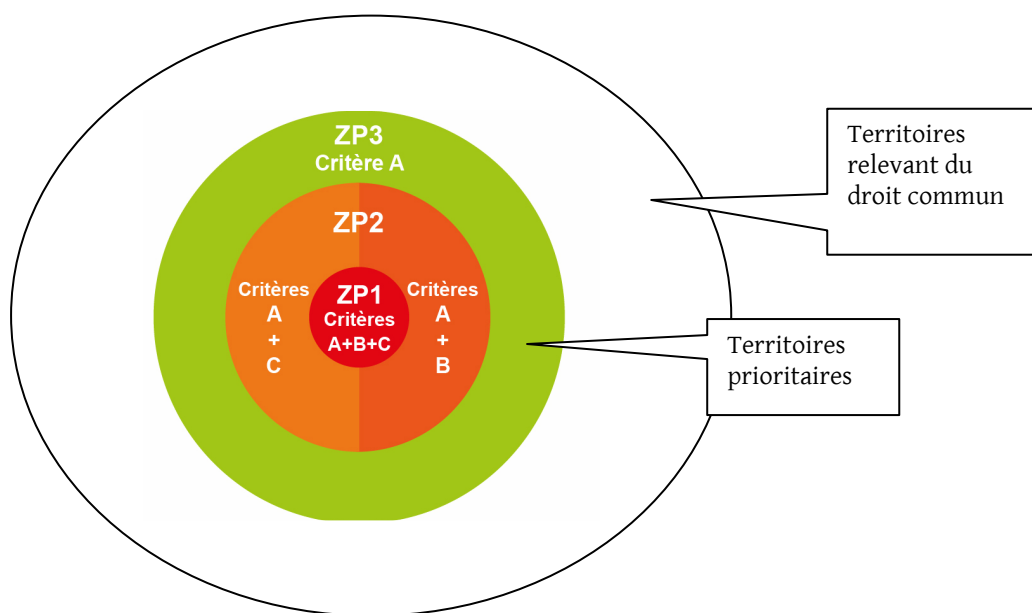 ZP3
Critère A
ZP2
Critères
A
+
C
ZP1
Critères
A+B+C
Critères
A
+
B
Territoires
relevant du
droit commun
Territoires
prioritaires